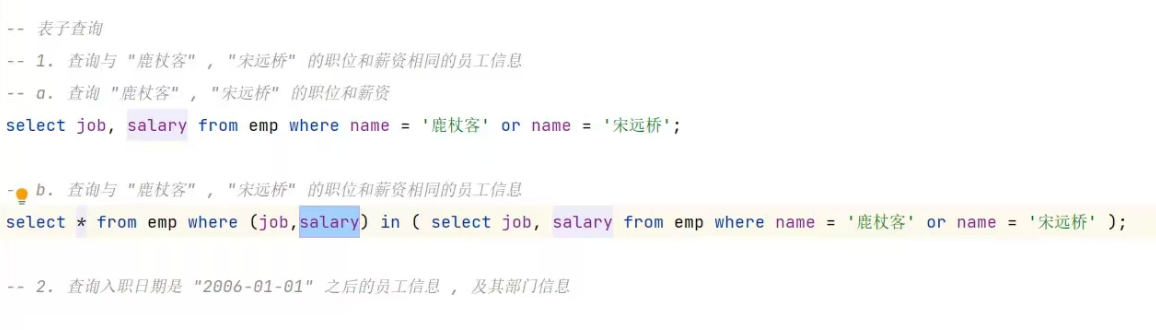 -- 表子查询
-- 1. 查询与 "鹿杖客" , "宋远桥" 的职位和薪资相同的员工信息
-- a. 查询 "鹿杖客" , "宋远桥" 的职位和薪资
select job, salary from emp where name = '鹿杖客' or name = '宋远桥';
- b. 查询与 "鹿杖客" , "宋远桥" 的职位和薪资相同的员工信息
select * from emp where (job,salary) in ( select job, salary from emp where name = '鹿杖客' or name = '宋远桥' );
-- 2. 查询入职日期是 "2006-01-01" 之后的员工信息 , 及其部门信息